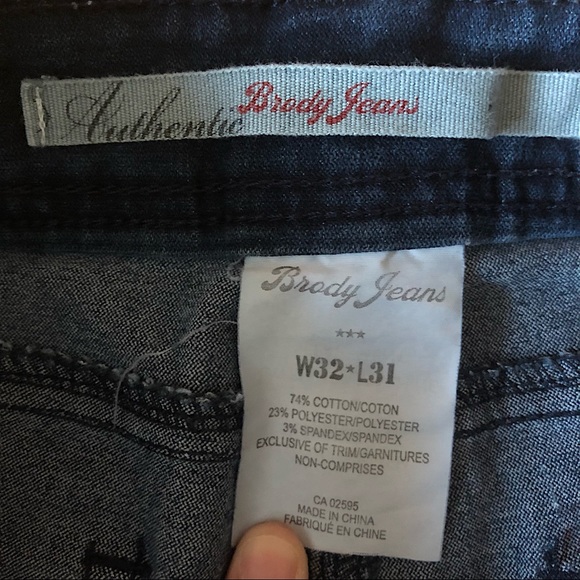 Authentic Brody Jeans
Brody Jeans
***
W32*L31
74% COTTON/COTON
23% POLYESTER/POLYESTER
3% SPANDEX/SPANDEX
EXCLUSIVE OF TRIM/GARNITURES
NON-COMPRISES
CA 02595
MADE IN CHINA
FABRIQUÉ EN CHINE